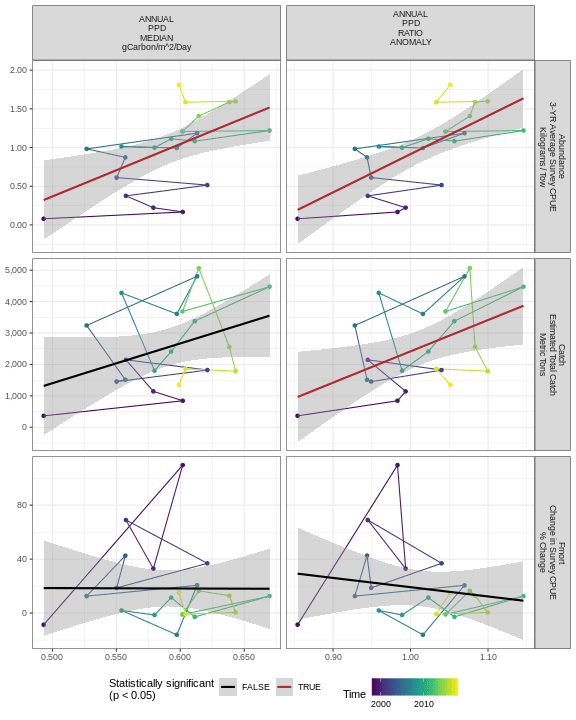 ANNUAL
PPD
MEDIAN
gCarbon/m^2/Day
ANNUAL
PPD
RATIO
ANOMALY
2.00
1.50
1.00
0.50
0.00
Abundance
3-YR Average Survey CPUE
Kilograms / Tow
5,000
4,000
3,000
2,000
1,000
0
Catch
Estimated Total Catch
Metric Tons
80
40
0
Fmort
Change in Survey CPUE
% Change
0.500
0.550
0.600
0.650
0.90
1.00
1.10
Statistically significant
(p < 0.05)
FALSE
TRUE
Time
2000
2010